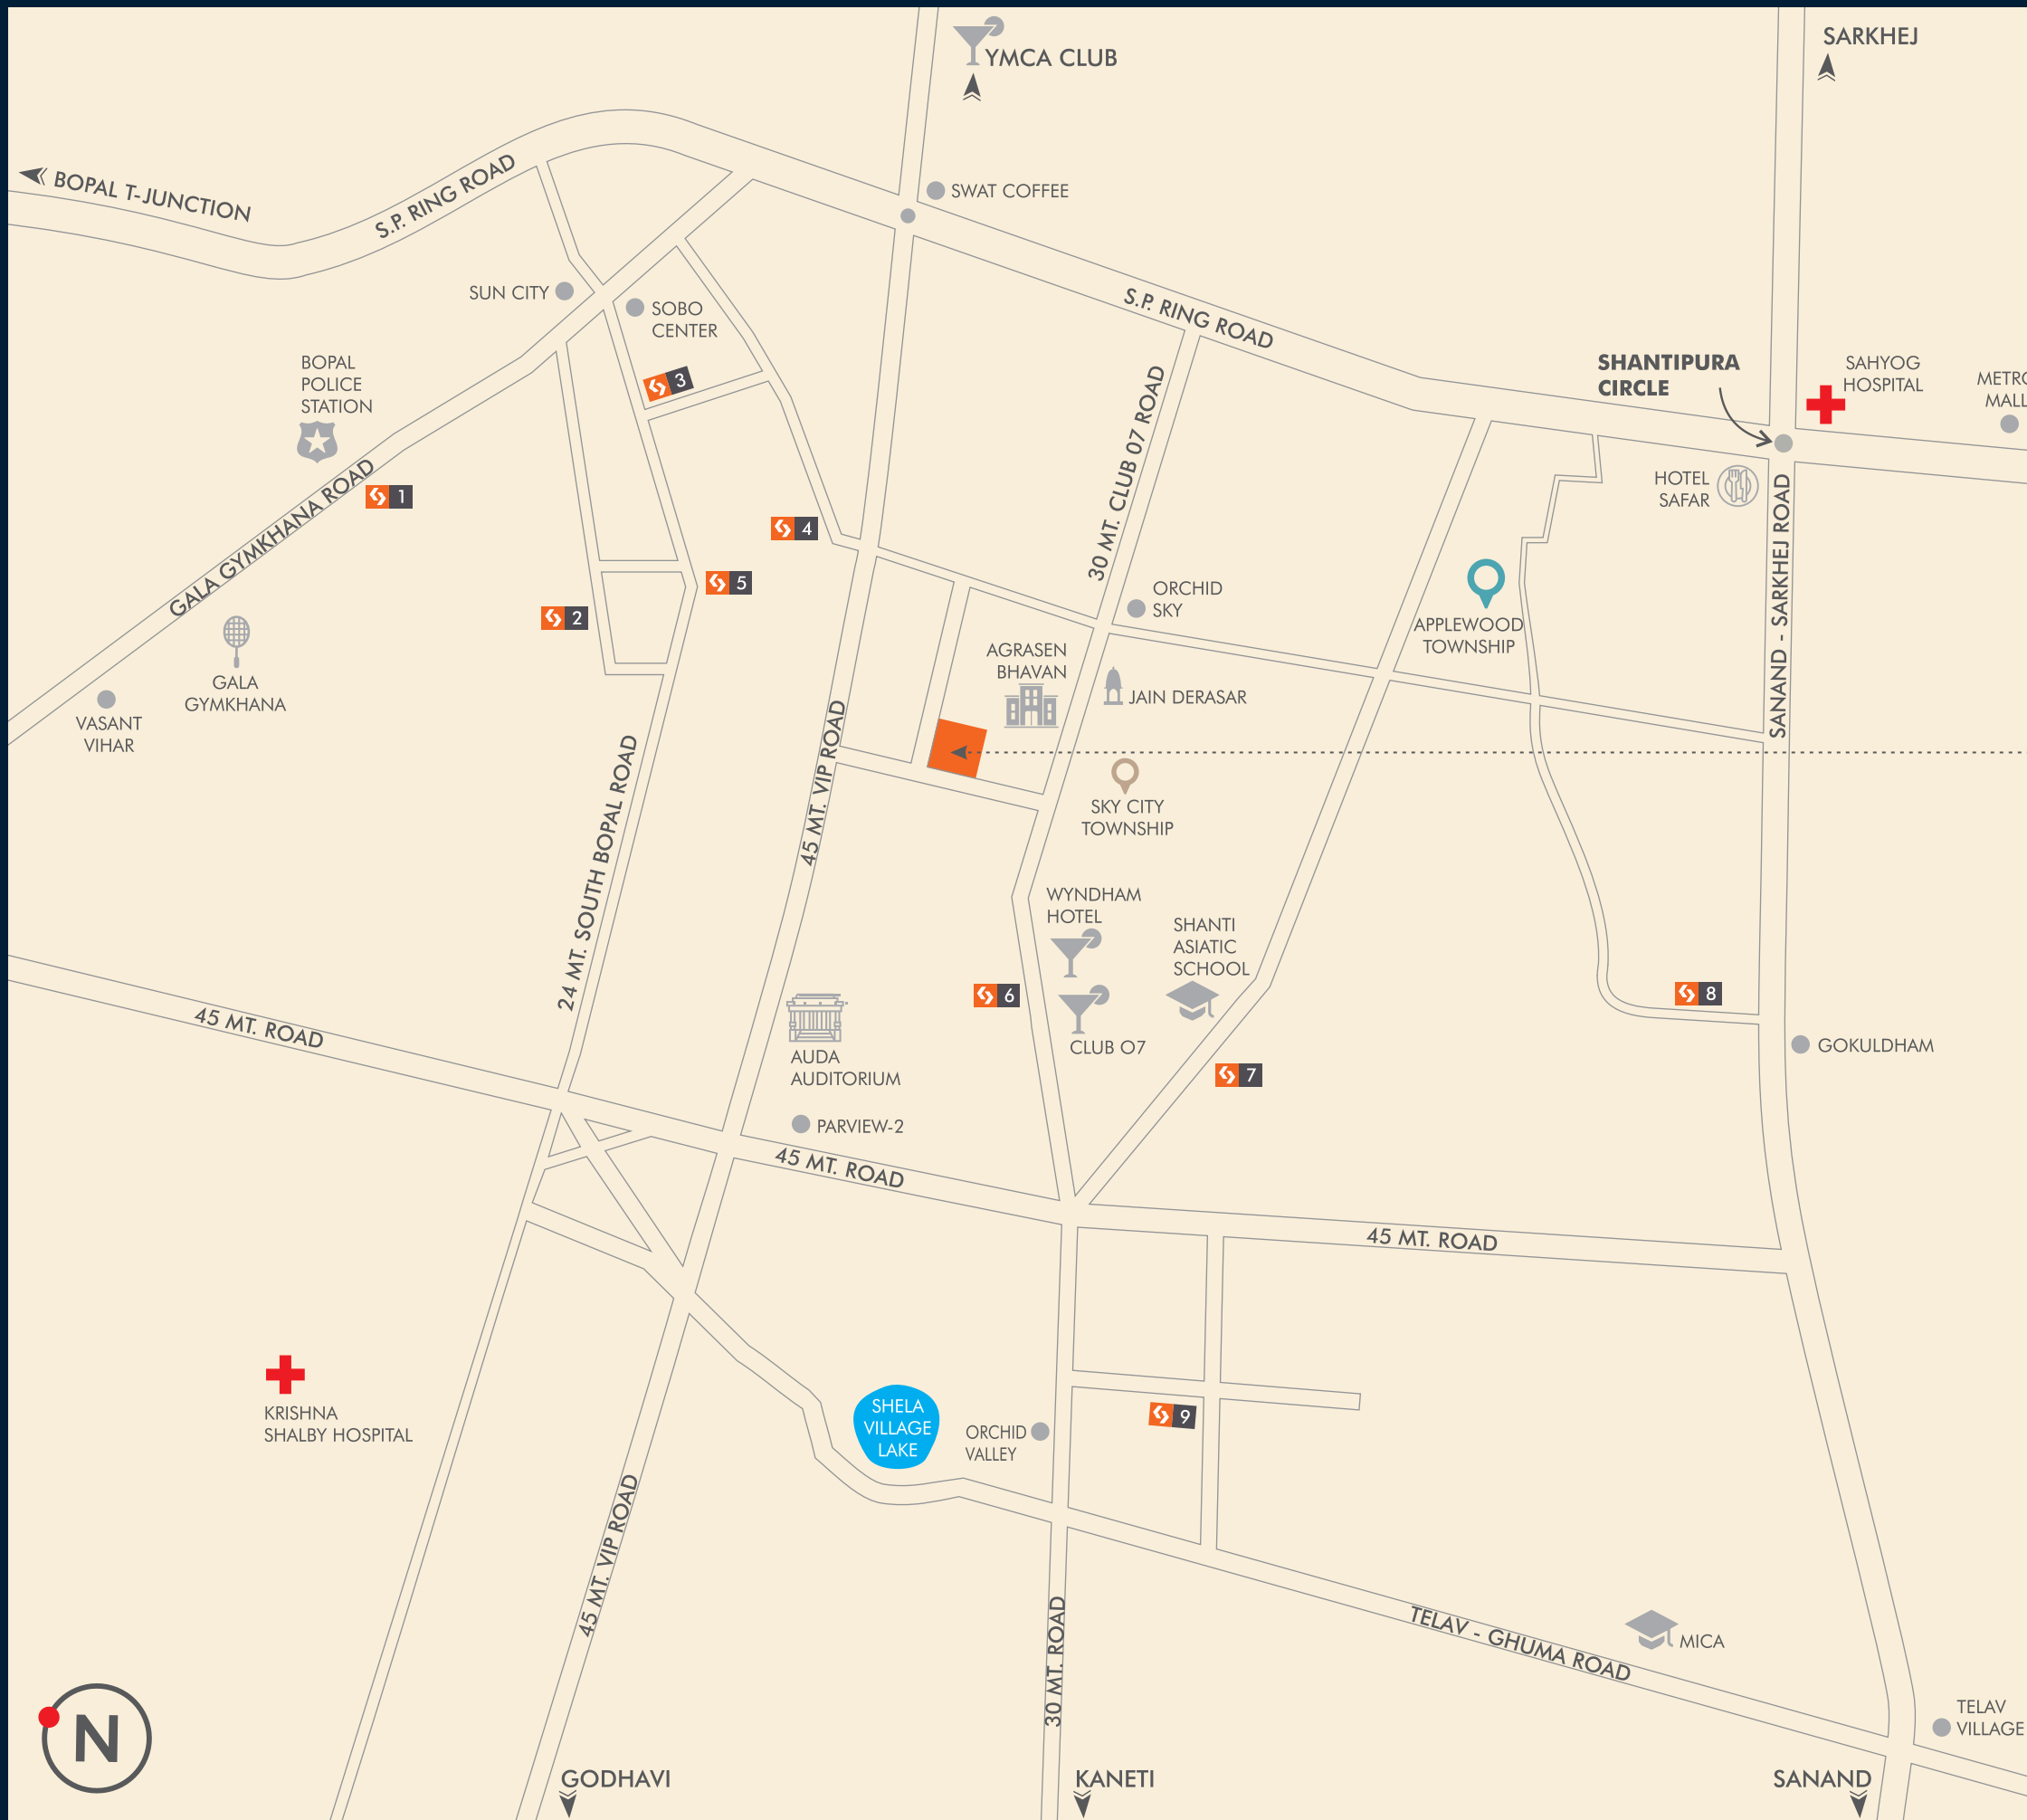 YMCA CLUB
SARKHEJ
BOPAL T-JUNCTION
S.P. RING ROAD
SWAT COFFEE
SUN CITY
SOBO
CENTER
S.P. RING ROAD
BOPAL
POLICE
STATION
3
SHANTIPURA
CIRCLE
SAHYOG
HOSPITAL
METRO
MALL
GALA GYMKHANA ROAD
1
4
30 MT. CLUB 07 ROAD
HOTEL
SAFAR
SANAND - SARKHEJ ROAD
5
2
ORCHID
SKY
APPLEWOOD
TOWNSHIP
GALA
GYMKHANA
VASANT
VIHAR
AGRASEN
BHAVAN
JAIN DERASAR
24 MT. SOUTH BOPAL ROAD
45 MT. VIP ROAD
SKY CITY
TOWNSHIP
WYNDHAM
HOTEL
SHANTI
ASIATIC
SCHOOL
6
8
CLUB O7
45 MT. ROAD
AUDA
AUDITORIUM
7
GOKULDHAM
PARVIEW-2
45 MT. ROAD
45 MT. ROAD
KRISHNA
SHALBY HOSPITAL
SHELA
VILLAGE
LAKE
ORCHID
VALLEY
9
45 MT. VIP ROAD
30 MT. ROAD
TELAV - GHUMA ROAD
MICA
TELAV
VILLAGE
N
GODHAVI
KANETI
SANAND